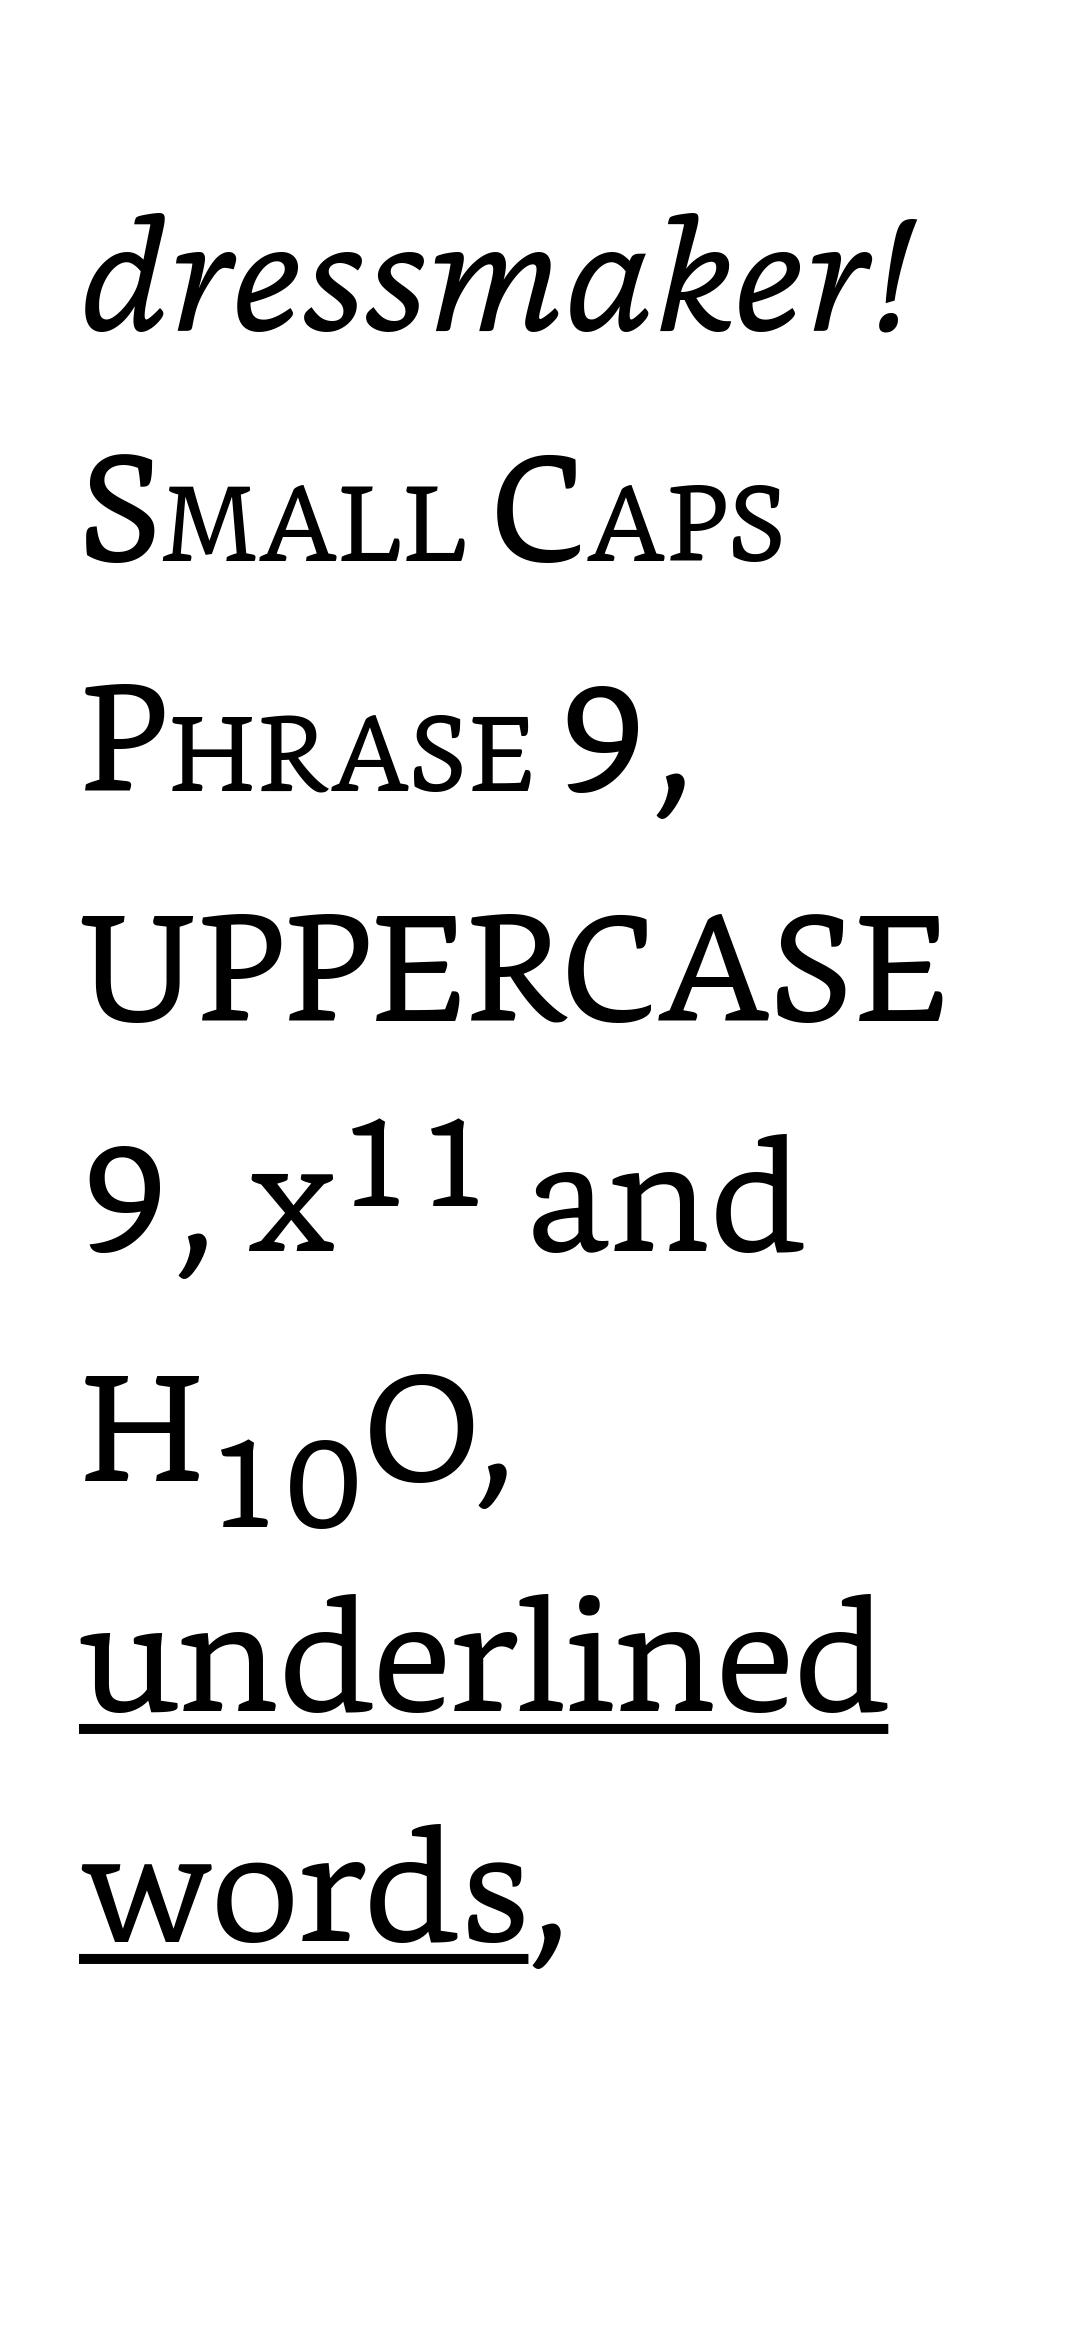 dressmaker!
Small Caps
Phrase 9,
UPPERCASE
9, x¹¹ and
H₁₀O,
underlined
words,